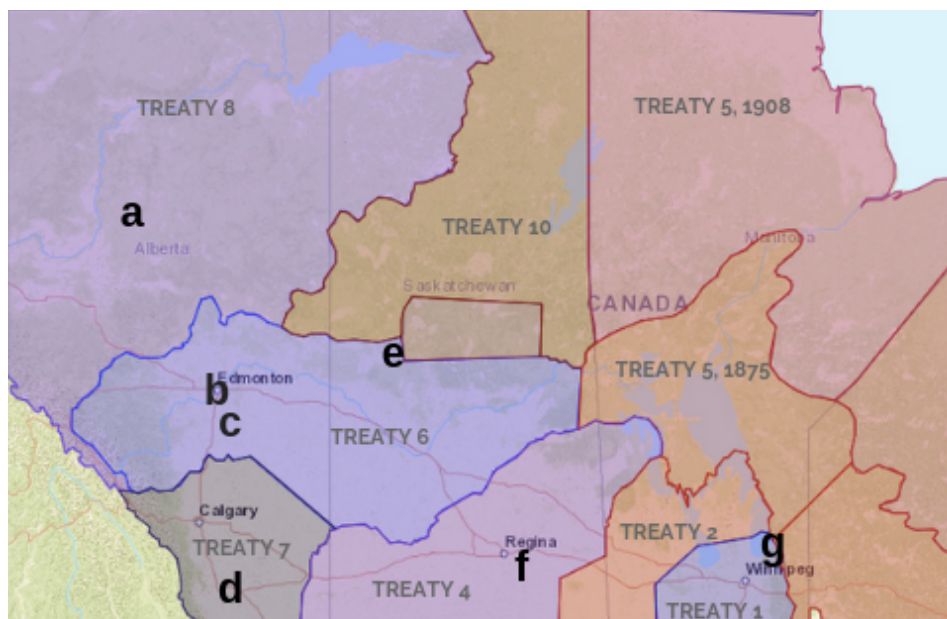 TREATY 8
TREATY 5, 1908
a
TREATY 10
Alberta
Manitoba
Saskatchewan
CANADA
e
b
Edmonton
TREATY 5, 1875
c
TREATY 6
Calgary
TREATY 7
Regina
TREATY 2
f
g
Winnipeg
d
TREATY 4
TREATY 1